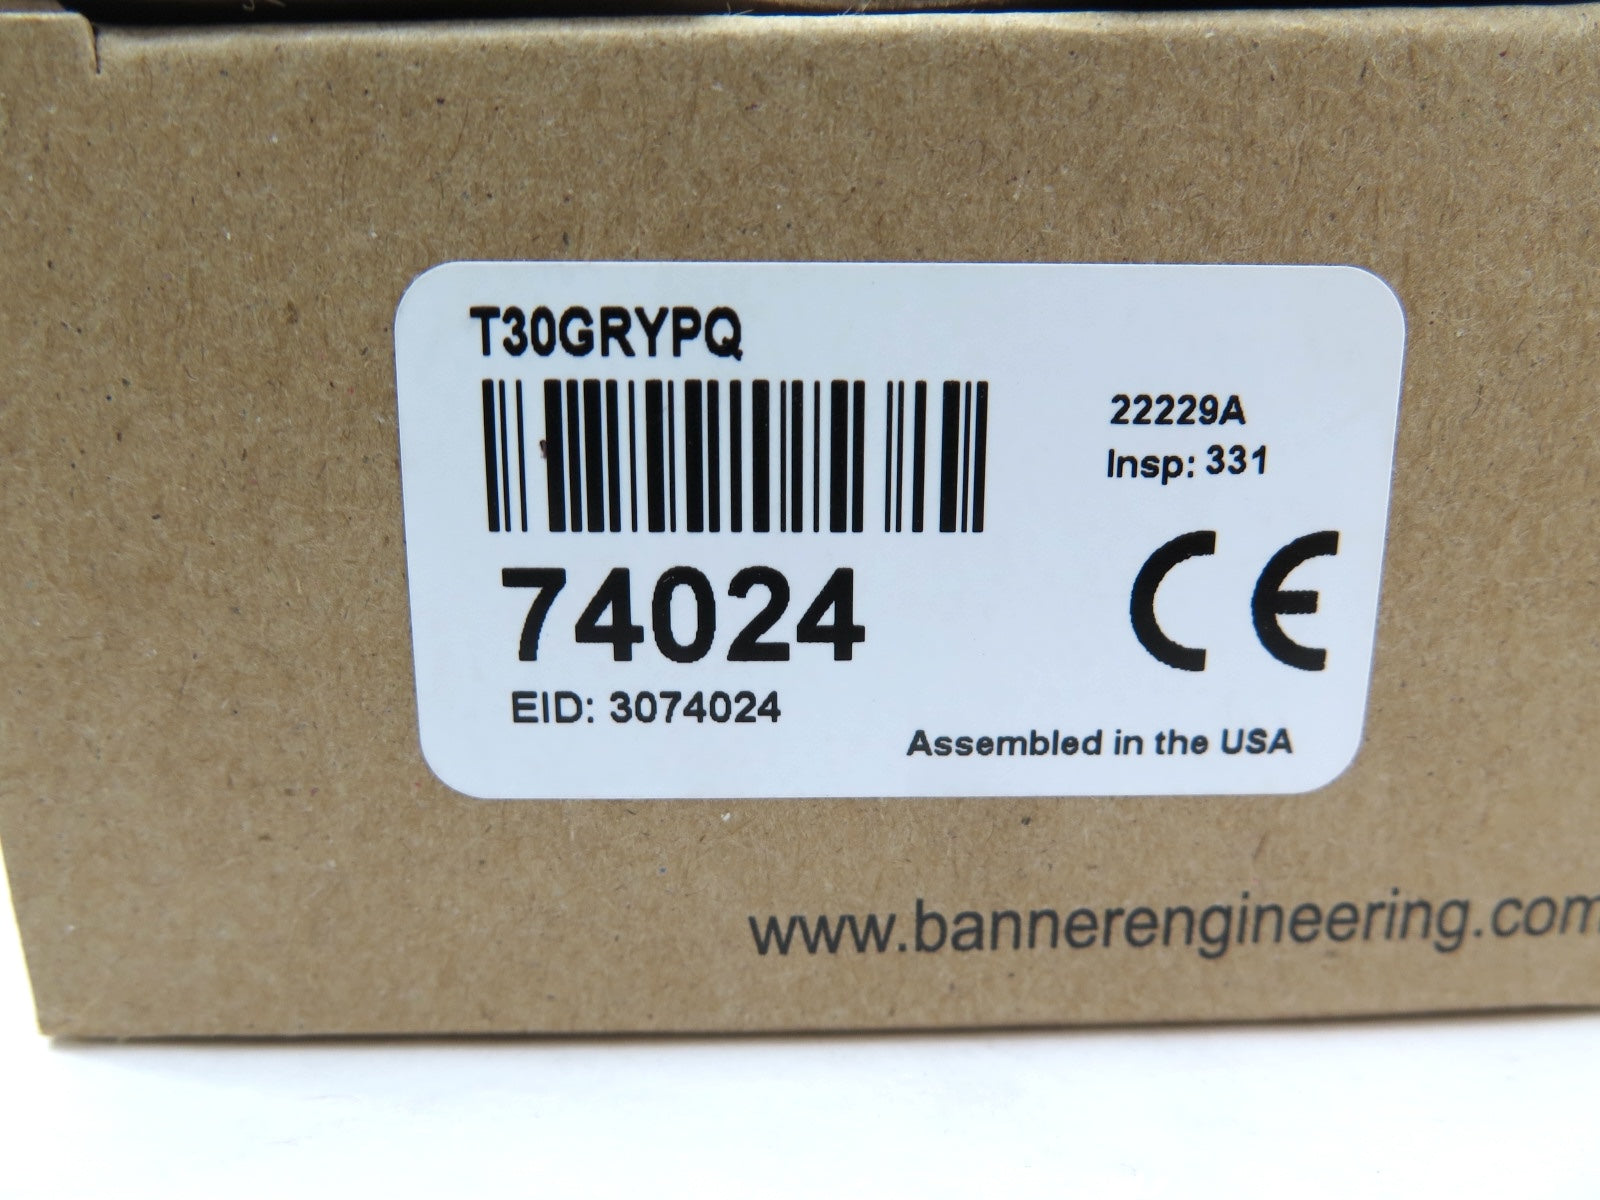 T30GRYPQ
22229A
Insp: 331
74024
CE
EID: 3074024
Assembled in the USA
www.bannerengineering.com